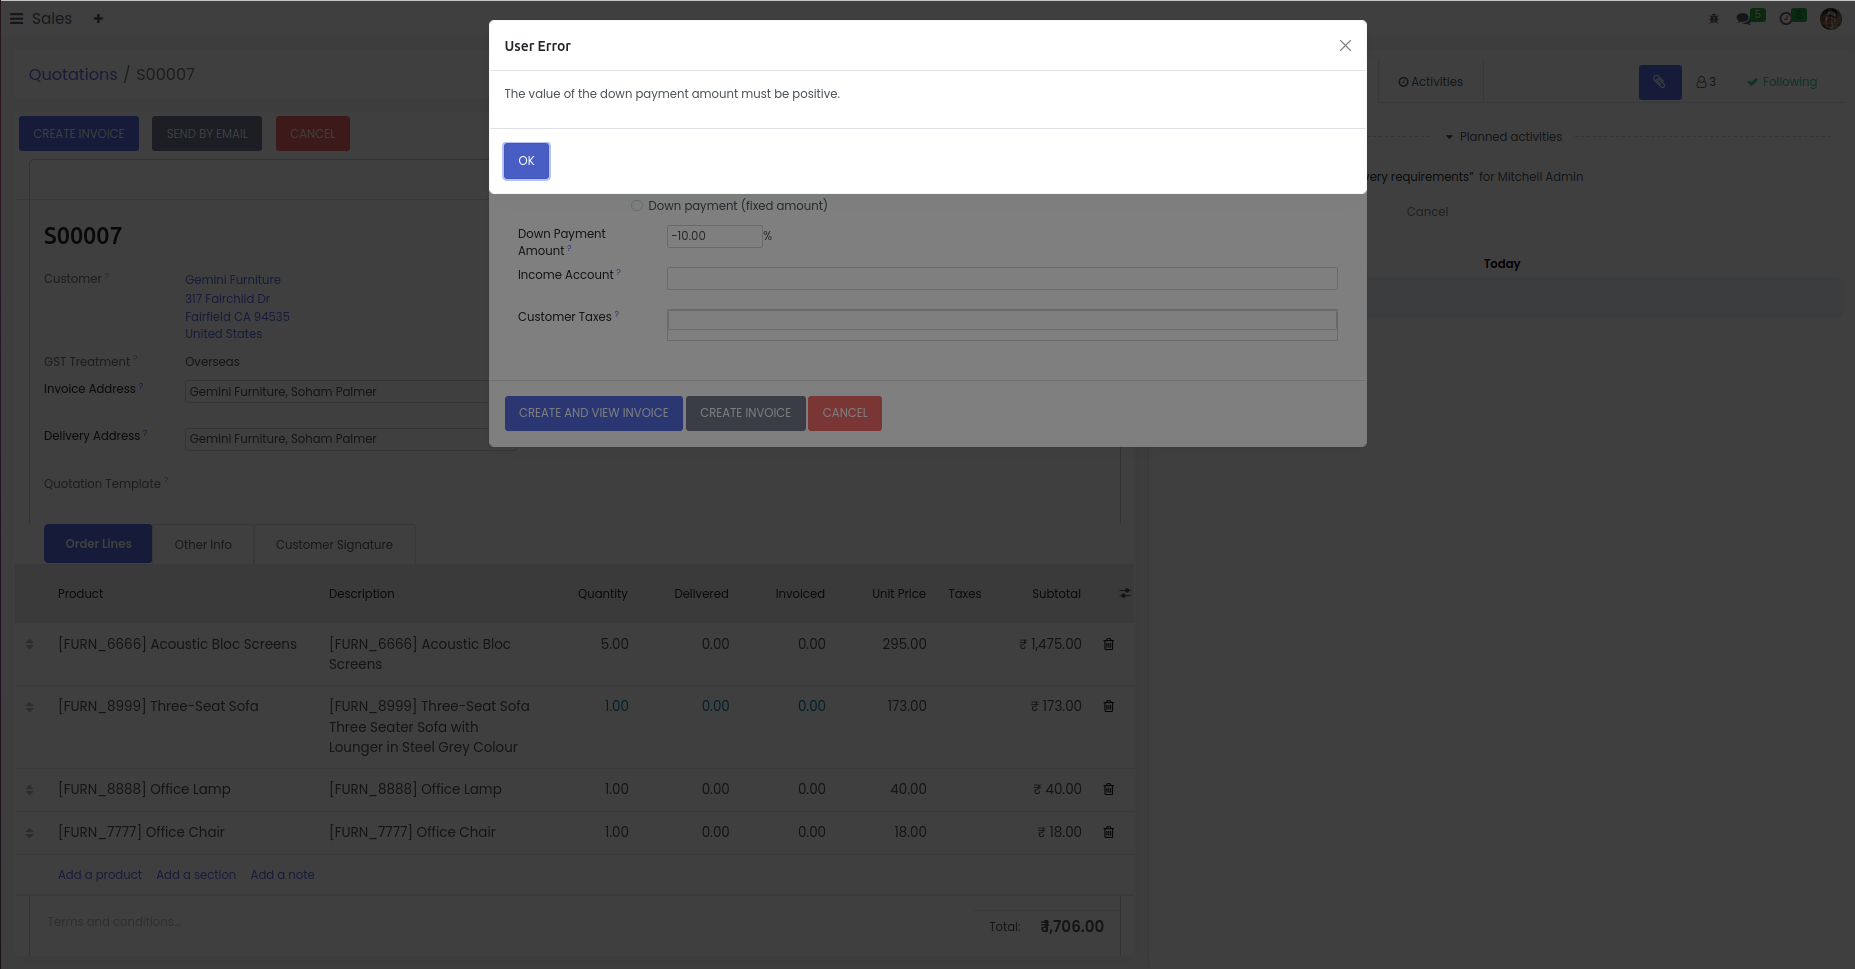 Sales +
5
Quotations / S00007
User Error
The value of the down payment amount must be positive.
OK
Activities
3
Following
CREATE INVOICE
SEND BY EMAIL
CANCEL
Planned activities
very requirements” for Mitchell Admin
Cancel
Today
Down payment (fixed amount)
Down Payment
Amount ?
-10.00
%
Income Account ?
Customer Taxes ?
CREATE AND VIEW INVOICE
CREATE INVOICE
CANCEL
S00007
Customer ?
Gemini Furniture
317 Fairchild Dr
Fairfield CA 94535
United States
GST Treatment ?
Overseas
Invoice Address ?
Gemini Furniture, Soham Palmer
Delivery Address ?
Gemini Furniture, Soham Palmer
Quotation Template ?
Order Lines
Other Info
Customer Signature
Product Description Quantity Delivered Invoiced Unit Price Taxes Subtotal
[FURN_6666] Acoustic Bloc Screens [FURN_6666] Acoustic Bloc 5.00 0.00 0.00 295.00 ₹ 1,475.00
Screens
[FURN_8999] Three-Seat Sofa [FURN_8999] Three-Seat Sofa 1.00 0.00 0.00 173.00 ₹ 173.00
Three Seater Sofa with
Lounger in Steel Grey Colour
[FURN_8888] Office Lamp [FURN_8888] Office Lamp 1.00 0.00 0.00 40.00 ₹ 40.00
[FURN_7777] Office Chair [FURN_7777] Office Chair 1.00 0.00 0.00 18.00 ₹ 18.00
Add a product Add a section Add a note
Terms and conditions...
Total: ₹1,706.00